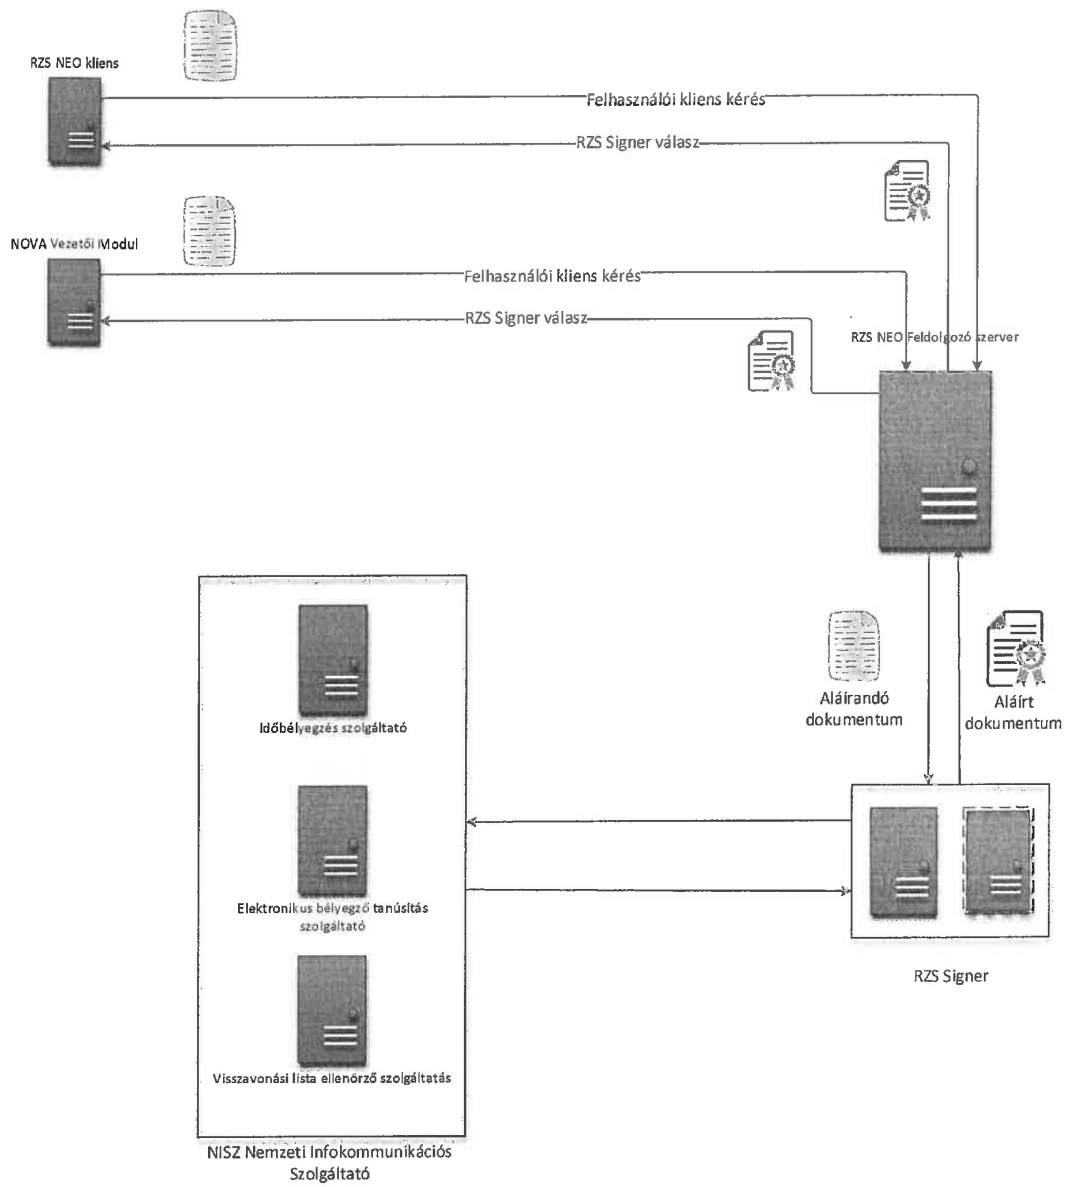 RZS NEO kliens
Felhasználói kliens kérés
RZS Signer válasz
NOVA Vezetői Modul
Felhasználói kliens kérés
RZS Signer válasz
RZS NEO Feldolgozó szerver
Aláírandó
dokumentum
Aláírt
dokumentum
Időbélyegzés szolgáltató
Elektronikus bélyegző tanúsítás
szolgáltató
RZS Signer
Visszavonási lista ellenőrző szolgáltatás
NISZ Nemzeti Infokommunikációs
Szolgáltató